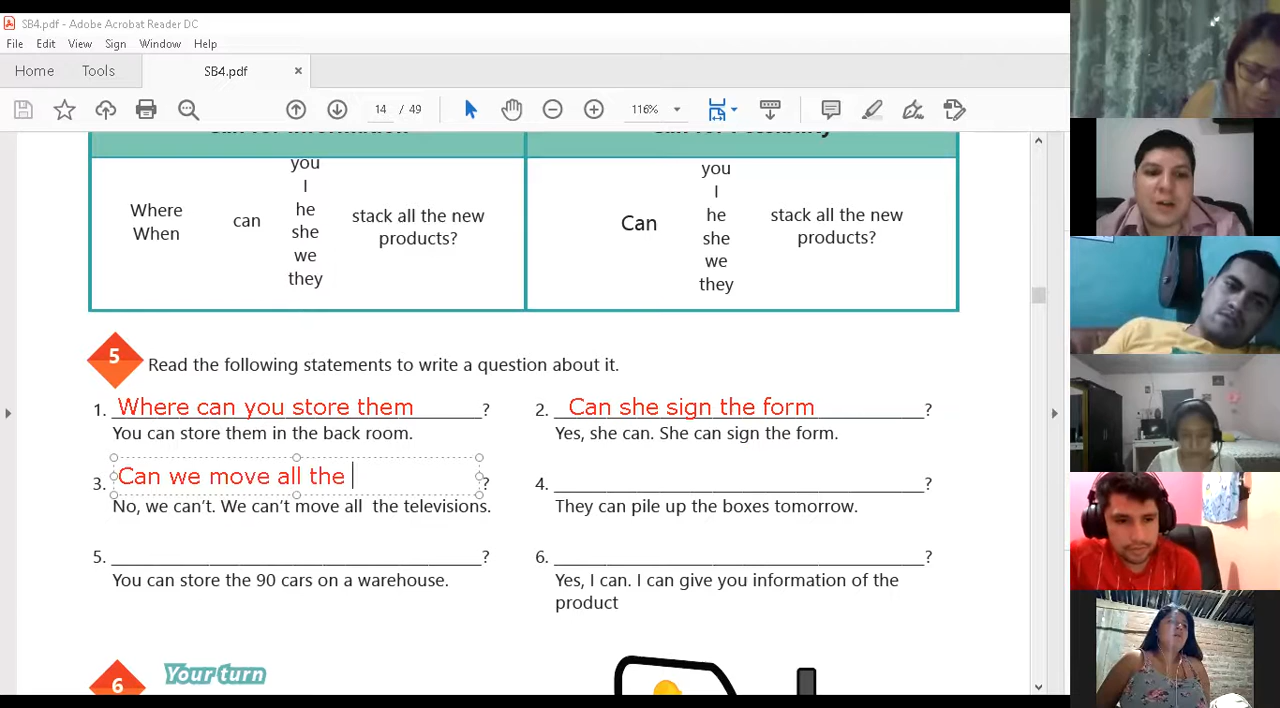 SB4.pdf - Adobe Acrobat Reader DC
File Edit View Sign Window Help
Home Tools SB4.pdf ×
14 / 49 116%
Can for Information Can for Possibility
Where
When
can
you
I
he
she
we
they
stack all the new
products?
Can
you
I
he
she
we
they
stack all the new
products?
5 Read the following statements to write a question about it.
1. Where can you store them ?
You can store them in the back room.
2. Can she sign the form ?
Yes, she can. She can sign the form.
3. Can we move all the ?
No, we can't. We can't move all the televisions.
4. ?
They can pile up the boxes tomorrow.
5. ?
You can store the 90 cars on a warehouse.
6. ?
Yes, I can. I can give you information of the
product
6 Your turn